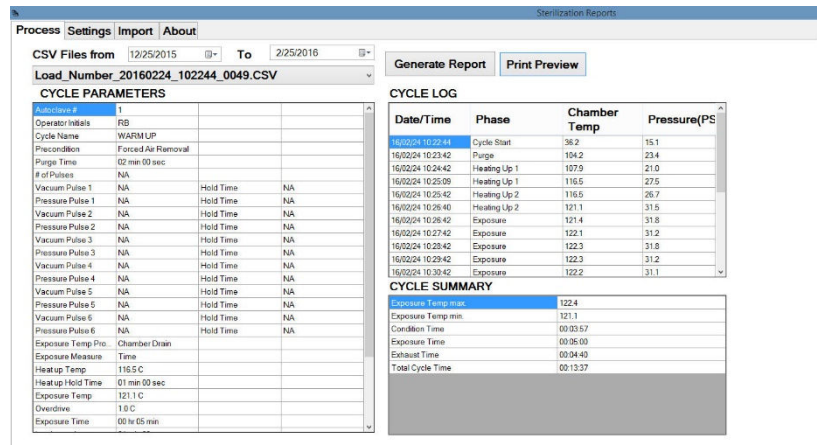 Sterilization Reports
Process Settings Import About
CSV Files from 12/25/2015 To 2/25/2016
Load_Number_20160224_102244_0049.CSV
Generate Report Print Preview
CYCLE PARAMETERS
Autoclave # 1
Operator Initials RB
Cycle Name WARM UP
Precondition Forced Air Removal
Purge Time 02 min 00 sec
# of Pulses NA
Vacuum Pulse 1 NA Hold Time NA
Pressure Pulse 1 NA Hold Time NA
Vacuum Pulse 2 NA Hold Time NA
Pressure Pulse 2 NA Hold Time NA
Vacuum Pulse 3 NA Hold Time NA
Pressure Pulse 3 NA Hold Time NA
Vacuum Pulse 4 NA Hold Time NA
Pressure Pulse 4 NA Hold Time NA
Vacuum Pulse 5 NA Hold Time NA
Pressure Pulse 5 NA Hold Time NA
Vacuum Pulse 6 NA Hold Time NA
Pressure Pulse 6 NA Hold Time NA
Exposure Temp Pro... Chamber Drain
Exposure Measure Time
Heatup Temp 116.5 C
Heatup Hold Time 01 min 00 sec
Exposure Temp 121.1 C
Overdrive 1.0 C
Exposure Time 00 hr 05 min
CYCLE LOG
Date/Time Phase Chamber Temp Pressure(PS
16/02/24 10:22:44 Cycle Start 36.2 15.1
16/02/24 10:23:42 Purge 104.2 23.4
16/02/24 10:24:42 Heating Up 1 107.9 21.0
16/02/24 10:25:09 Heating Up 1 116.5 27.5
16/02/24 10:25:42 Heating Up 2 116.5 26.7
16/02/24 10:26:40 Heating Up 2 121.1 31.5
16/02/24 10:26:42 Exposure 121.4 31.8
16/02/24 10:27:42 Exposure 122.1 31.2
16/02/24 10:28:42 Exposure 122.3 31.8
16/02/24 10:29:42 Exposure 122.3 31.2
16/02/24 10:30:42 Exposure 122.2 31.1
CYCLE SUMMARY
Exposure Temp max. 122.4
Exposure Temp min. 121.1
Condition Time 00:03:57
Exposure Time 00:05:00
Exhaust Time 00:04:40
Total Cycle Time 00:13:37